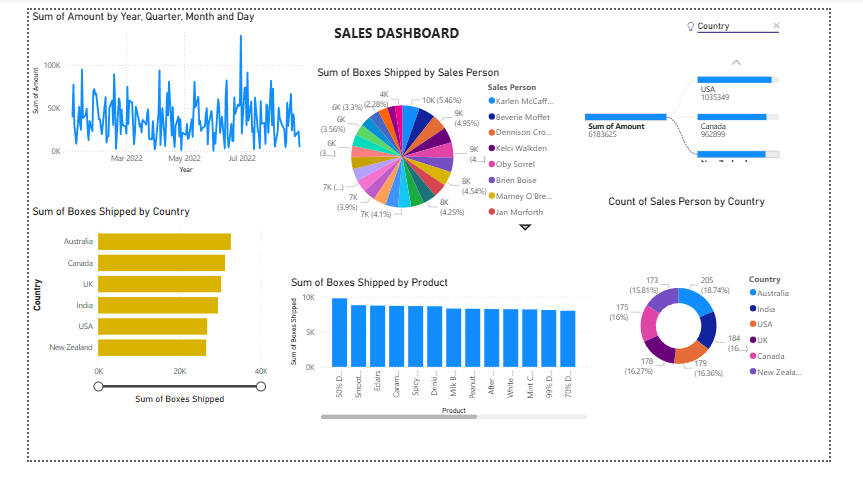 Sum of Amount by Year, Quarter, Month and Day
100K
50K
0K
Sum of Amount
Mar 2022
May 2022
Jul 2022
Year
SALES DASHBOARD
Country
Sum of Boxes Shipped by Sales Person
4K
(2.28%)
6K (3.3%)
6K
(3.56%)
6K
(3...)
7K (...)
7K
(3.9%)
7K (4.1%)
10K (5.46%)
9K
(4.95%)
9K
(4....)
8K
(4.54%)
8K
(4.25%)
Sales Person
Karlen McCaff...
Beverie Moffet
Dennison Cro...
Kelci Walkden
Oby Sorrel
Brien Boise
Marney O'Bre...
Jan Morforth
Sum of Amount
6183625
USA
1035349
Canada
962899
Sum of Boxes Shipped by Country
Country
Australia
Canada
UK
India
USA
New Zealand
0K
20K
40K
Sum of Boxes Shipped
Sum of Boxes Shipped by Product
Sum of Boxes Shipped
10K
5K
0K
50% D...
Smoot...
Eclairs
Caram...
Spicy ...
Drinki...
Milk B...
Peanut...
After ...
White ...
Mint C...
99% D...
70% D...
Product
Count of Sales Person by Country
205
(18.74%)
184
(16....)
179
(16.36%)
178
(16.27%)
175
(16%)
173
(15.81%)
Country
Australia
India
USA
UK
Canada
New Zeala...